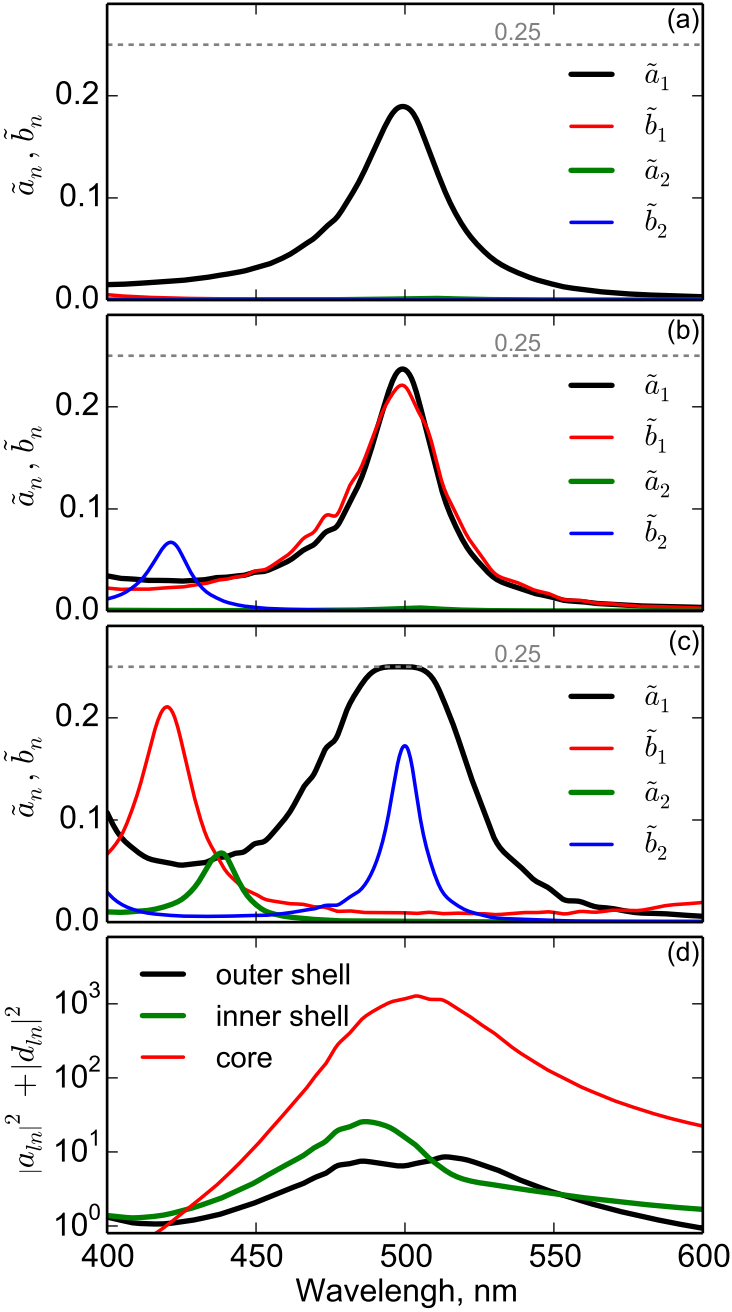 (a)
0.25
ã₁
b̃₁
ã₂
b̃₂
0.2
0.1
0.0
ãₙ, b̃ₙ
(b)
0.25
ã₁
b̃₁
ã₂
b̃₂
0.2
0.1
0.0
ãₙ, b̃ₙ
(c)
0.25
ã₁
b̃₁
ã₂
b̃₂
0.2
0.1
0.0
ãₙ, b̃ₙ
(d)
outer shell
inner shell
core
10³
10²
10¹
10⁰
|aₗₙ|² + |dₗₙ|²
400 450 500 550 600
Wavelengh, nm